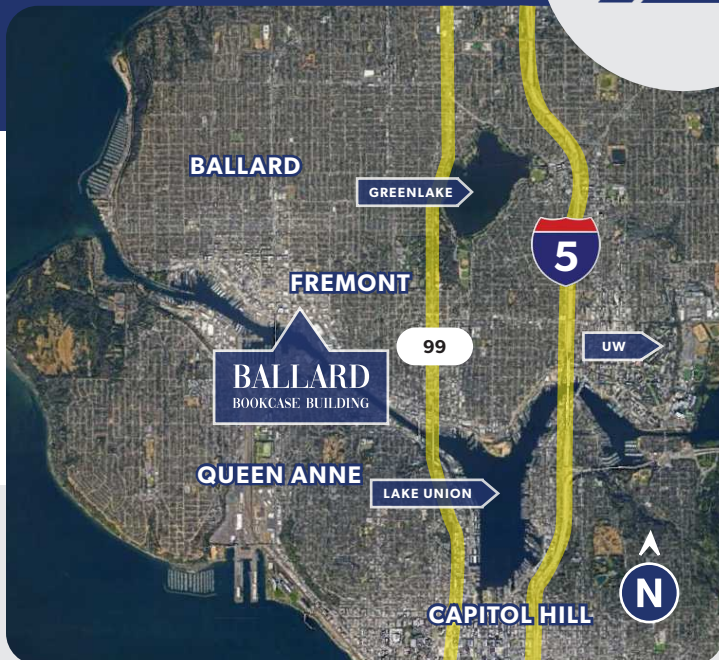 BALLARD
GREENLAKE
5
FREMONT
99
UW
BALLARD
BOOKCASE BUILDING
QUEEN ANNE
LAKE UNION
N
CAPITOL HILL